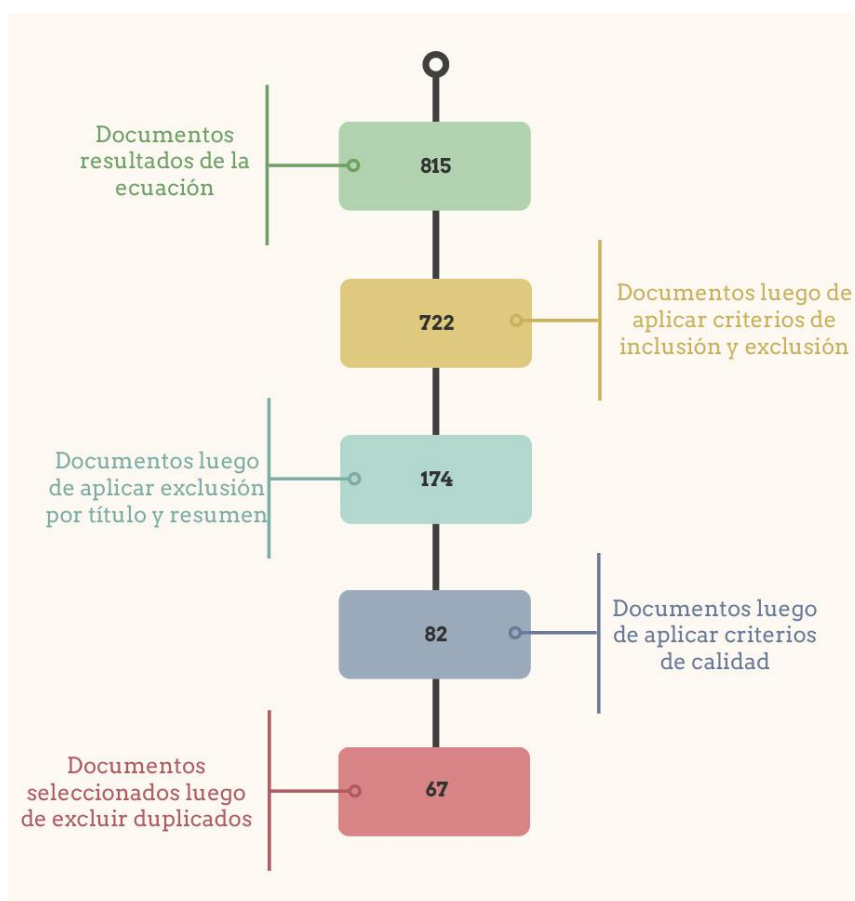 Documentos
resultados de la
ecuación
815
722
Documentos luego de
aplicar criterios de
inclusión y exclusión
Documentos luego
de aplicar exclusión
por título y resumen
174
82
Documentos luego
de aplicar criterios
de calidad
Documentos
seleccionados luego
de excluir duplicados
67